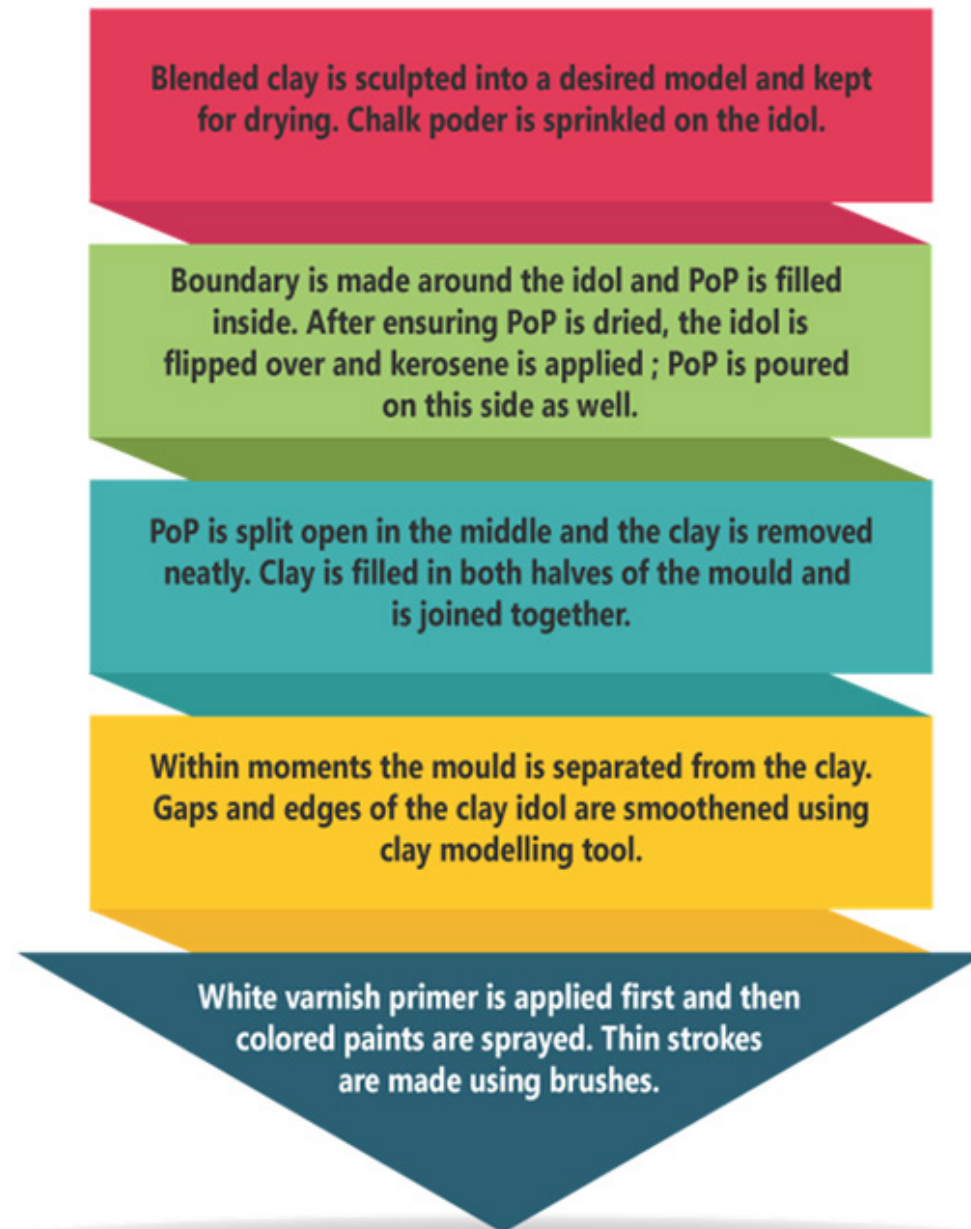 Blended clay is sculpted into a desired model and kept
for drying. Chalk poder is sprinkled on the idol.
Boundary is made around the idol and PoP is filled
inside. After ensuring PoP is dried, the idol is
flipped over and kerosene is applied ; PoP is poured
on this side as well.
PoP is split open in the middle and the clay is removed
neatly. Clay is filled in both halves of the mould and
is joined together.
Within moments the mould is separated from the clay.
Gaps and edges of the clay idol are smoothened using
clay modelling tool.
White varnish primer is applied first and then
colored paints are sprayed. Thin strokes
are made using brushes.